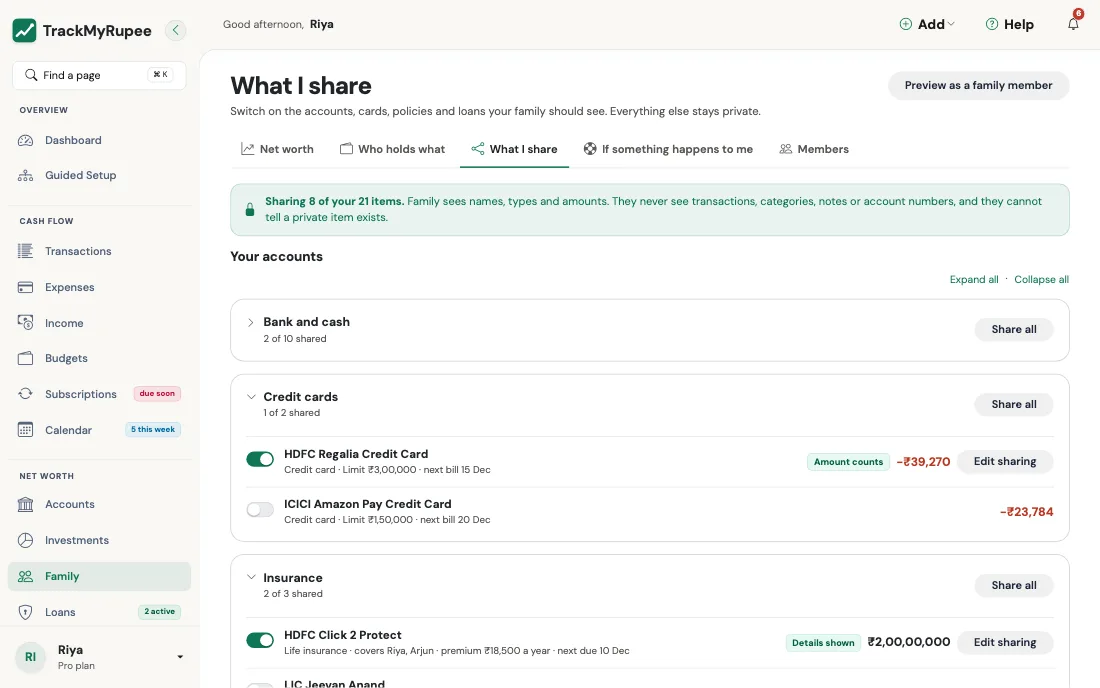 TrackMyRupee
Find a page
⌘ K
OVERVIEW
Dashboard
Guided Setup
CASH FLOW
Transactions
Expenses
Income
Budgets
Subscriptions due soon
Calendar 5 this week
NET WORTH
Accounts
Investments
Family
Loans 2 active
RI
Riya
Pro plan
Good afternoon, Riya
Add
Help
6
What I share
Preview as a family member
Switch on the accounts, cards, policies and loans your family should see. Everything else stays private.
Net worth
Who holds what
What I share
If something happens to me
Members
Sharing 8 of your 21 items. Family sees names, types and amounts. They never see transactions, categories, notes or account numbers, and they cannot
tell a private item exists.
Your accounts
Expand all · Collapse all
Bank and cash
2 of 10 shared
Share all
Credit cards
1 of 2 shared
Share all
HDFC Regalia Credit Card
Credit card · Limit ₹3,00,000 · next bill 15 Dec
Amount counts -₹39,270 Edit sharing
ICICI Amazon Pay Credit Card
Credit card · Limit ₹1,50,000 · next bill 20 Dec
-₹23,784
Insurance
2 of 3 shared
Share all
HDFC Click 2 Protect
Life insurance · covers Riya, Arjun · premium ₹18,500 a year · next due 10 Dec
Details shown ₹2,00,00,000 Edit sharing
LIC Jeevan Anand